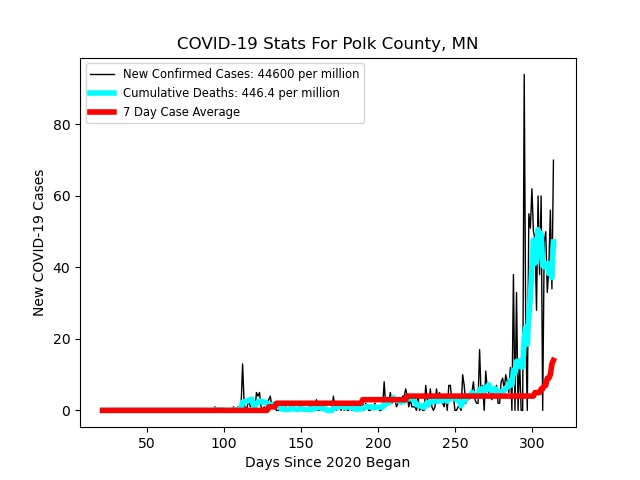 COVID-19 Stats For Polk County, MN
New Confirmed Cases: 44600 per million
Cumulative Deaths: 446.4 per million
7 Day Case Average
New COVID-19 Cases
80
60
40
20
0
50 100 150 200 250 300
Days Since 2020 Began